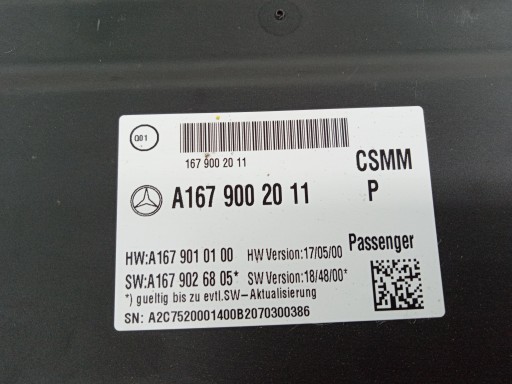 Q01
167 900 20 11
CSMM
A167 900 20 11
P
HW:A167 901 01 00 HW Version:17/05/00
Passenger
SW:A167 902 68 05* SW Version:18/48/00*
*) gueltig bis zu evtl.SW-Aktualisierung
SN: A2C7520001400B2070300386